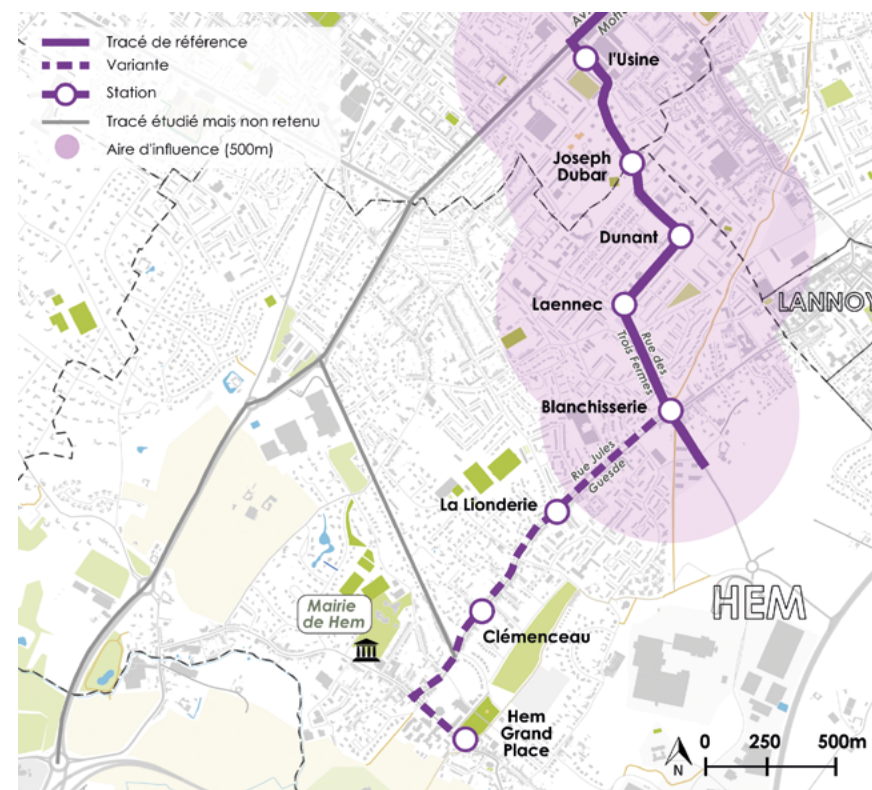 Tracé de référence
Variante
Station
Tracé étudié mais non retenu
Aire d'influence (500m)
l'Usine
Joseph
Dubar
Dunant
Laennec
LANNOY
Rue des
Trois Fermes
Blanchisserie
Rue Jules
Guesde
La Lionderie
Mairie
de Hem
HEM
Clémenceau
Hem
Grand
Place
0 250 500m
N